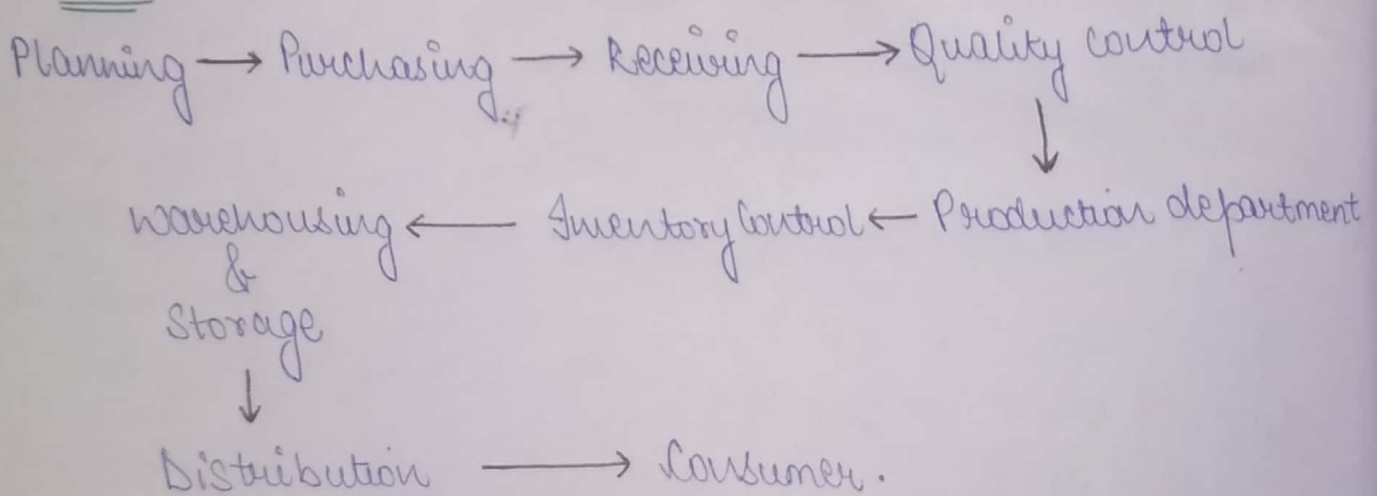 Planning → Purchasing → Receiving → Quality control
↓
Warehousing ← Inventory Control ← Production department
&
Storage
↓
Distribution → Consumer.